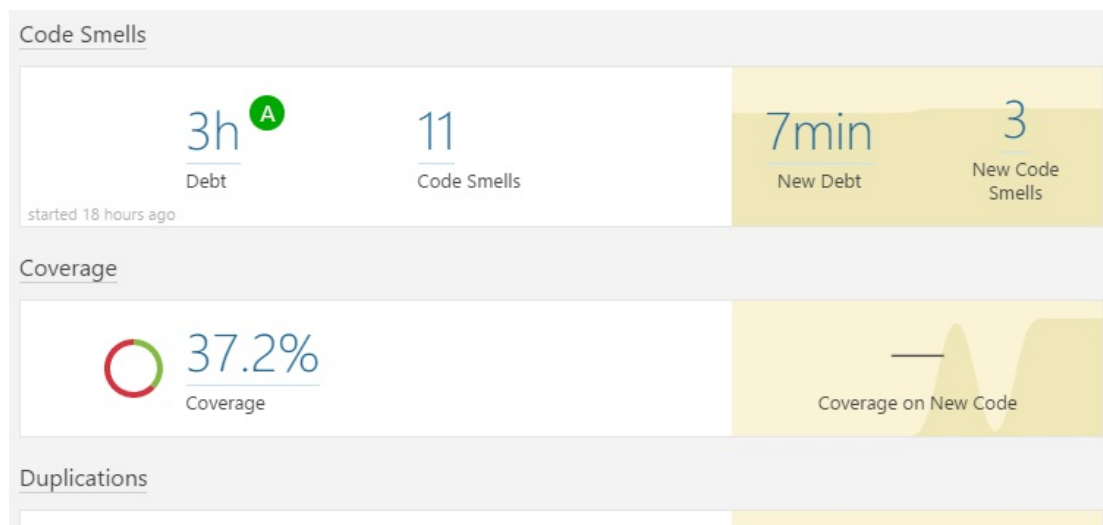 Code Smells
3h A
Debt
11
Code Smells
7min
New Debt
3
New Code
Smells
started 18 hours ago
Coverage
37.2%
Coverage
—
Coverage on New Code
Duplications